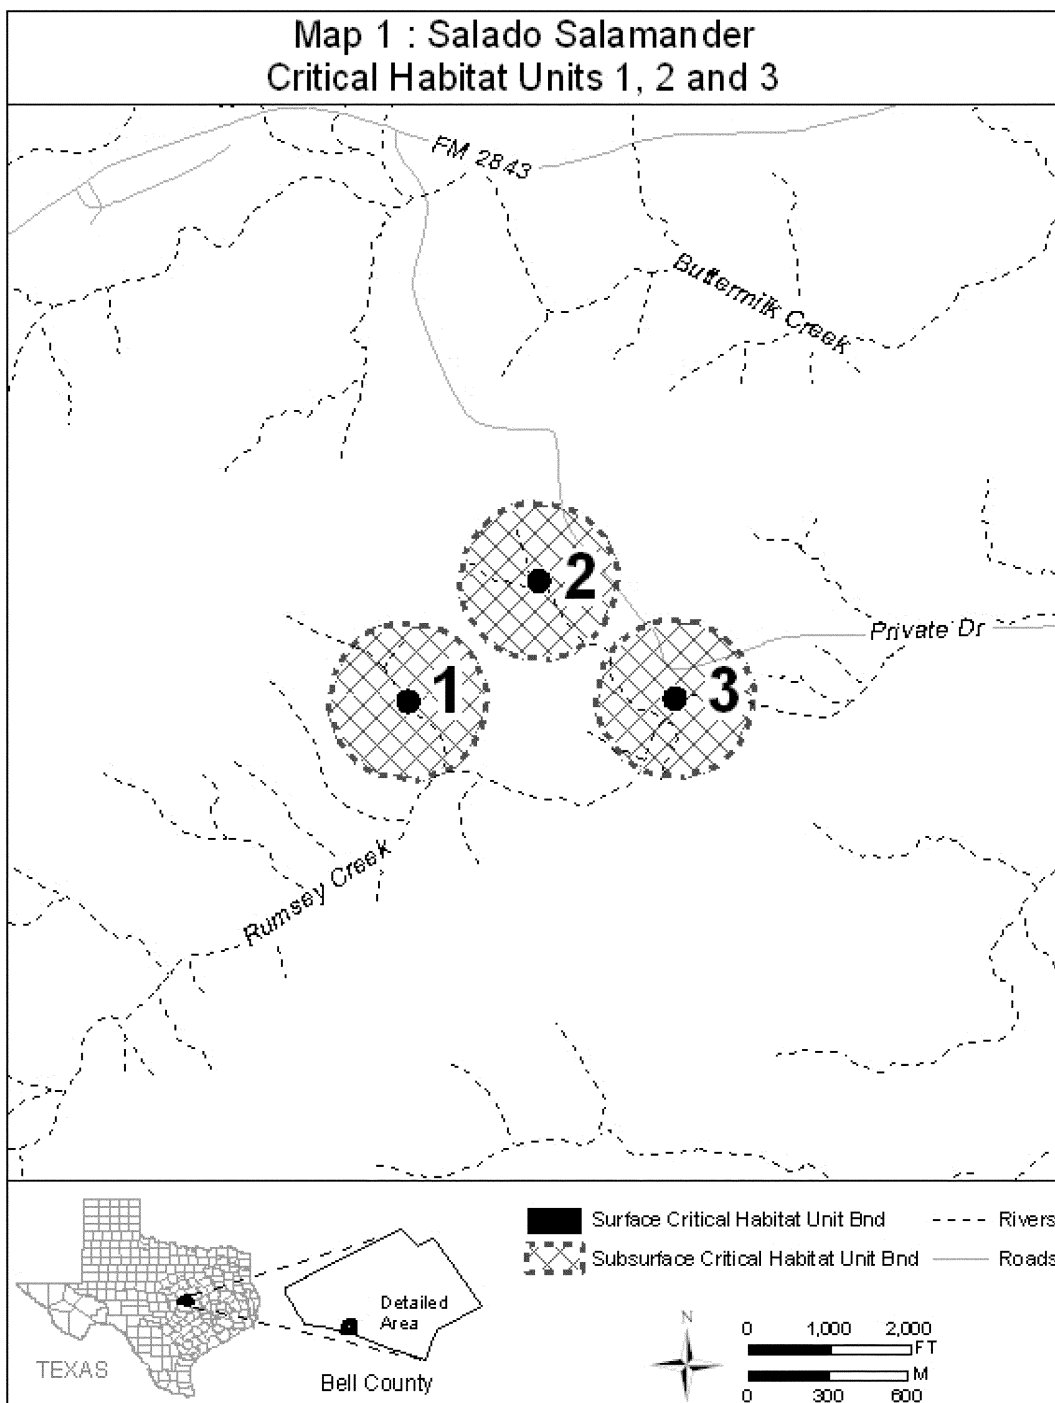 Map 1 : Salado Salamander
Critical Habitat Units 1, 2 and 3
FM 2843
Buttermilk Creek
2
Private Dr
1
3
Rumsey Creek
Surface Critical Habitat Unit Bnd
Rivers
Subsurface Critical Habitat Unit Bnd
Roads
Detailed
Area
TEXAS
Bell County
N
0 1,000 2,000
FT
M
0 300 600